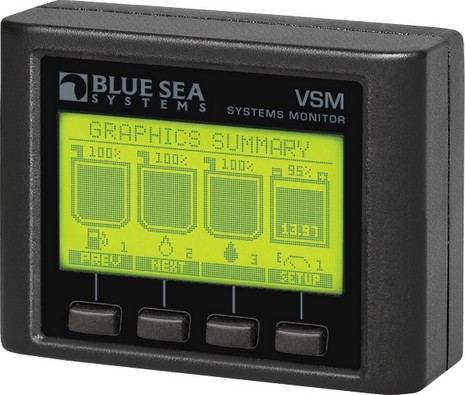 BLUE SEA
SYSTEMS
VSM
SYSTEMS MONITOR
GRAPHICS SUMMARY
100% 100% 100% 95%
13.97
1 2 3 E 1
PREV NEXT SETUP